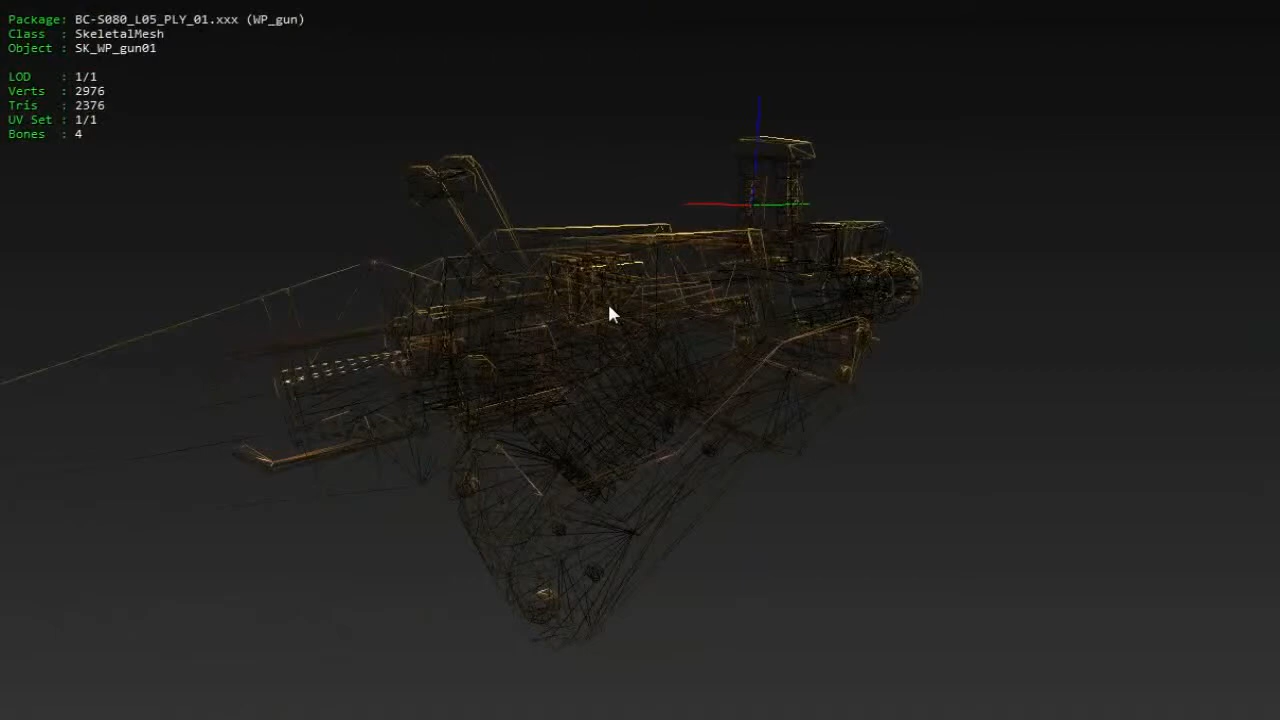 Package: BC-S080_L05_PLY_01.xxx (WP_gun)
Class : SkeletalMesh
Object : SK_WP_gun01
LOD : 1/1
Verts : 2976
Tris : 2376
UV Set : 1/1
Bones : 4